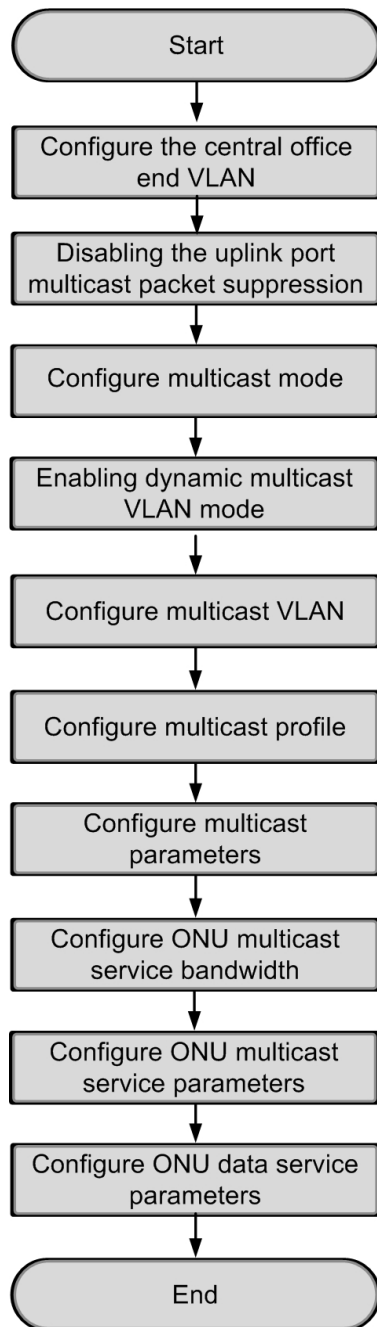 Start
Configure the central office
end VLAN
Disabling the uplink port
multicast packet suppression
Configure multicast mode
Enabling dynamic multicast
VLAN mode
Configure multicast VLAN
Configure multicast profile
Configure multicast
parameters
Configure ONU multicast
service bandwidth
Configure ONU multicast
service parameters
Configure ONU data service
parameters
End